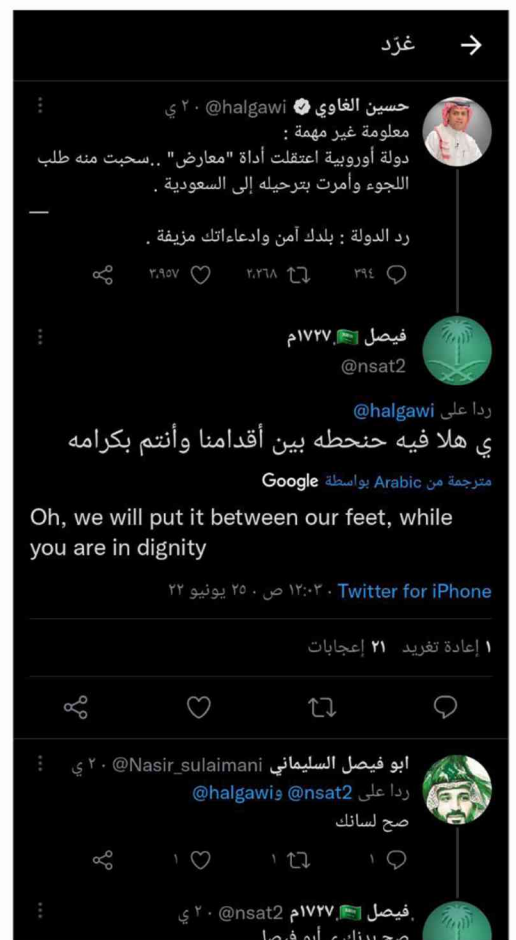 غرّد
حسين الغاوي @halgawi · ٢ ي
معلومة غير مهمة :
دولة أوروبية اعتقلت أداة "معارض" ..سحبت منه طلب
اللجوء وأمرت بترحيله إلى السعودية .
—
رد الدولة : بلدك آمن وادعاءاتك مزيفة .
٣٩٤ ٢،٢٦٨ ٣،٩٥٧
فيصل 🇸🇦١٧٢٧م
@nsat2
ردا على @halgawi
ي هلا فيه حنحطه بين أقدامنا وأنتم بكرامه
مترجمة من Arabic بواسطة Google
Oh, we will put it between our feet, while
you are in dignity
١٢:٠٣ ص · ٢٥ يونيو ٢٢ · Twitter for iPhone
١ إعادة تغريد ٢١ إعجابات
ابو فيصل السليماني @Nasir_sulaimani · ٢ ي
ردا على @nsat2 و@halgawi
صح لسانك
١ ١ ١
فيصل 🇸🇦١٧٢٧م @nsat2 · ٢ ي